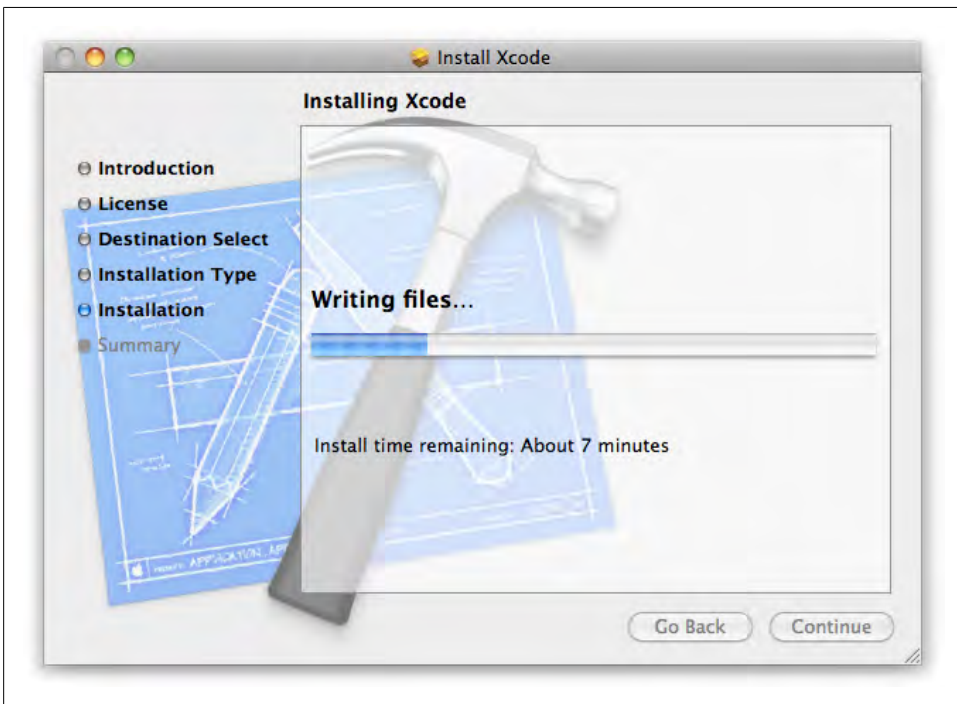 Install Xcode
Installing Xcode
Introduction
License
Destination Select
Installation Type
Installation
Summary
Writing files...
Install time remaining: About 7 minutes
Go Back
Continue